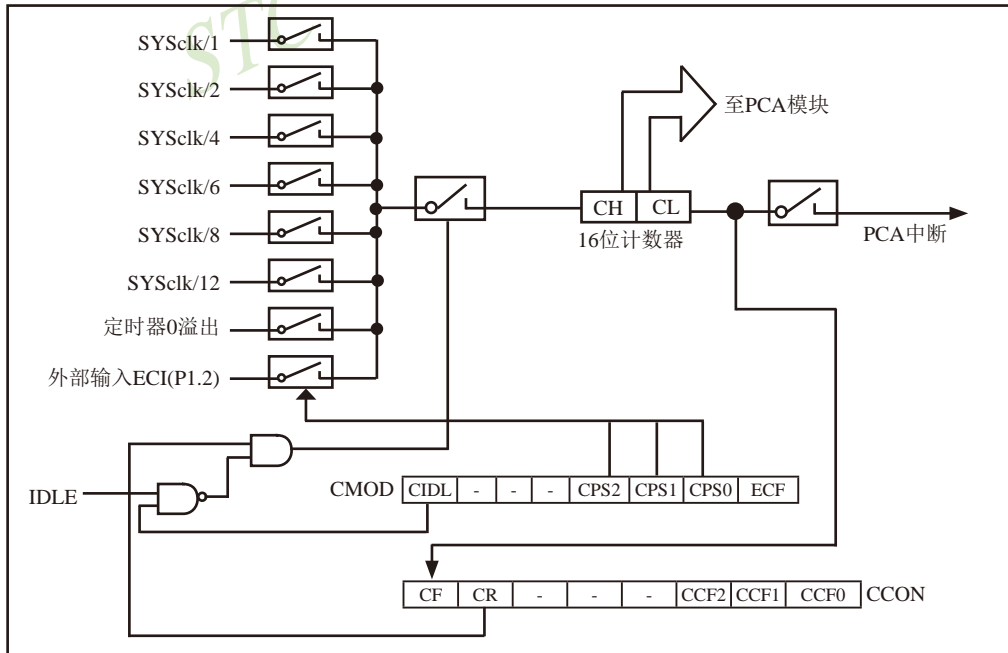 STC
SYSclk/1
SYSclk/2
SYSclk/4
SYSclk/6
SYSclk/8
SYSclk/12
定时器0溢出
外部输入ECI(P1.2)
至PCA模块
CH CL
16位计数器
PCA中断
IDLE
CMOD CIDL - - - CPS2 CPS1 CPS0 ECF
CF CR - - - CCF2 CCF1 CCF0 CCON